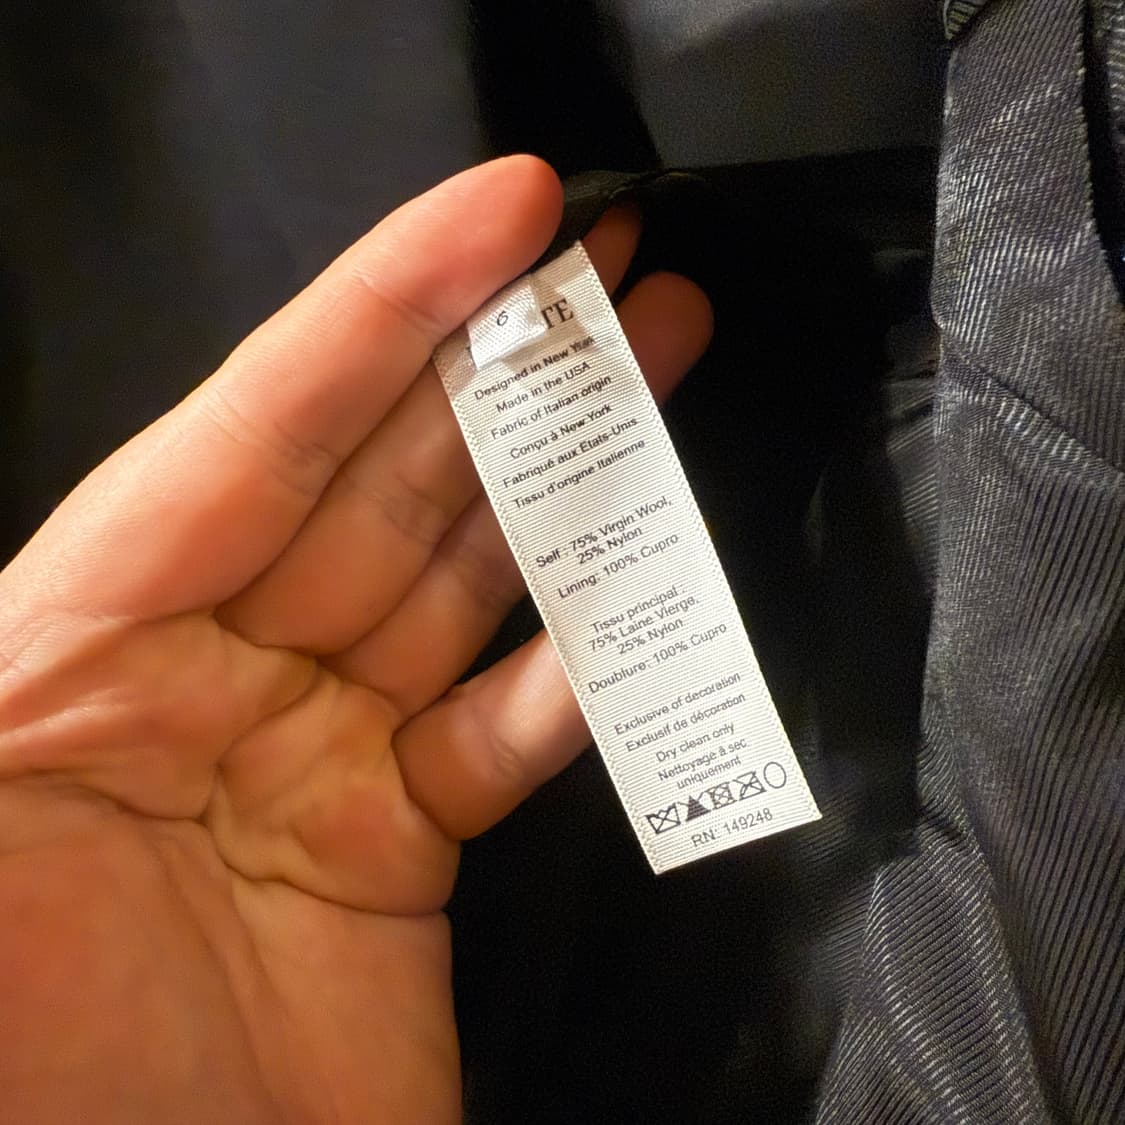 6
TE
Designed in New York
Made in the USA
Fabric of Italian origin
Conçu à New York
Fabriqué aux Etats-Unis
Tissu d'origine Italienne
Self : 75% Virgin Wool,
25% Nylon
Lining: 100% Cupro
Tissu principal :
75% Laine Vierge,
25% Nylon
Doublure: 100% Cupro
Exclusive of decoration
Exclusif de décoration
Dry clean only
Nettoyage à sec
uniquement
RN: 149248